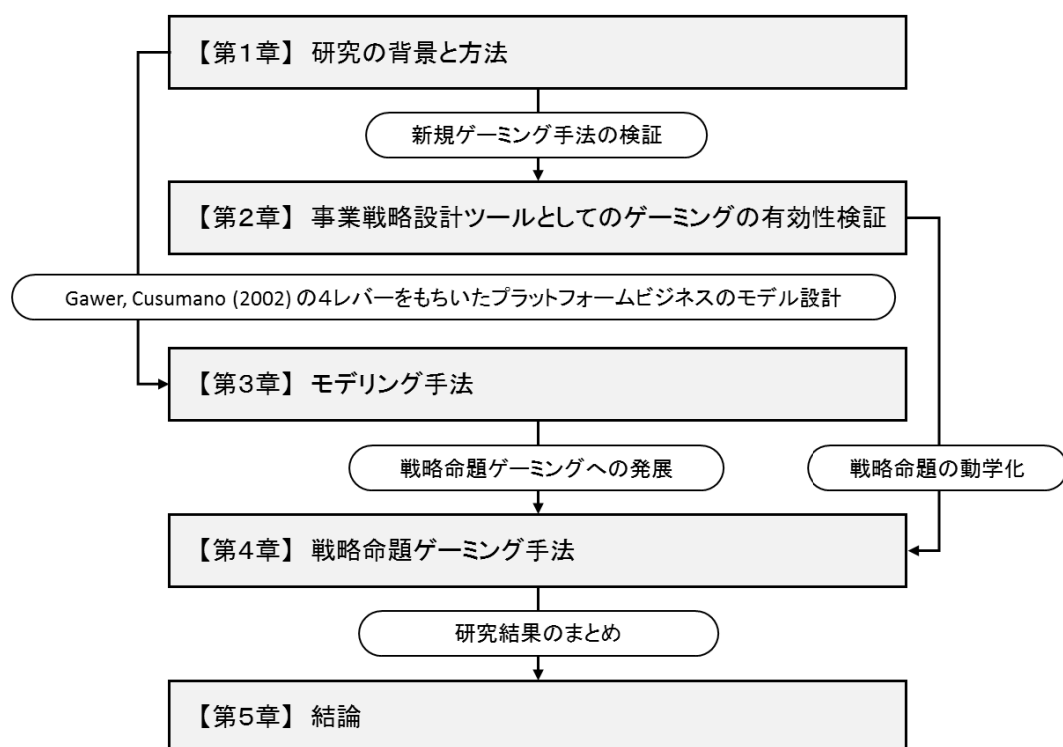 【第1章】 研究の背景と方法
新規ゲーミング手法の検証
【第2章】 事業戦略設計ツールとしてのゲーミングの有効性検証
Gawer, Cusumano (2002) の4レバーをもちいたプラットフォームビジネスのモデル設計
【第3章】 モデリング手法
戦略命題ゲーミングへの発展
戦略命題の動学化
【第4章】 戦略命題ゲーミング手法
研究結果のまとめ
【第5章】 結論